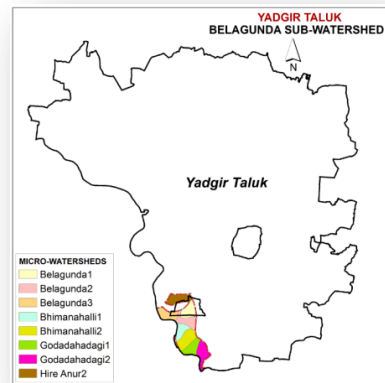 YADGIR TALUK
BELAGUNDA SUB-WATERSHED
N
Yadgir Taluk
MICRO-WATERSHEDS
Belagunda1
Belagunda2
Belagunda3
Bhimanahalli1
Bhimanahalli2
Godadahadagi1
Godadahadagi2
Hire Anur2